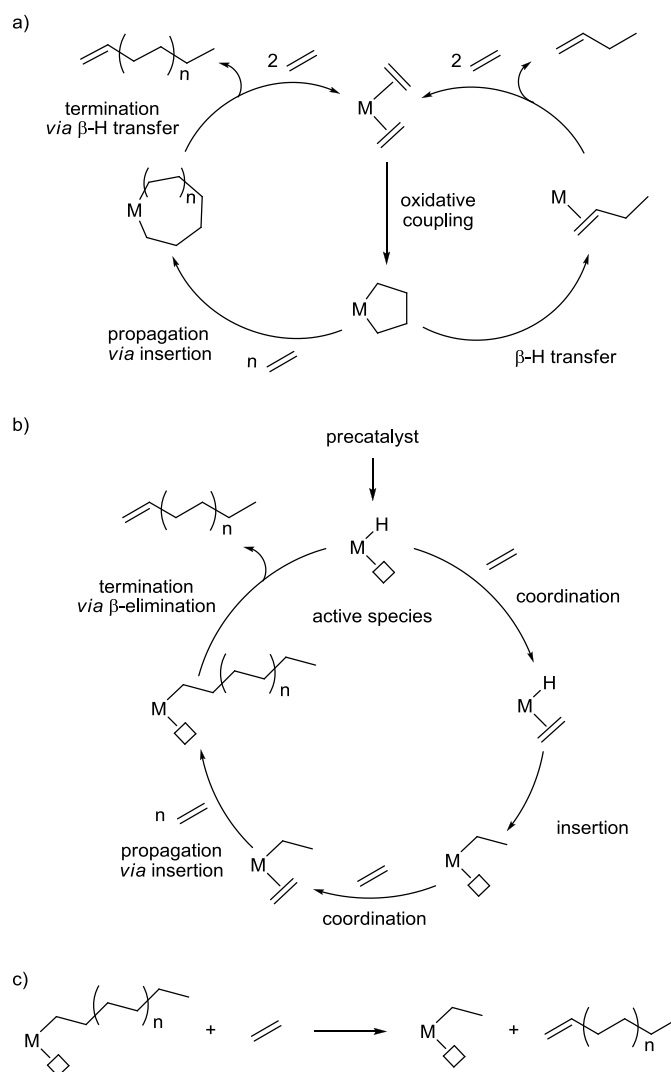 a)
n
2
2
termination
via β-H transfer
M
n
M
oxidative
coupling
M
M
propagation
via insertion
n
β-H transfer
b)
precatalyst
n
H
M
termination
via β-elimination
active species
coordination
n
M
H
M
n
propagation
via insertion
M
M
insertion
coordination
c)
n
M
+
M
+
n